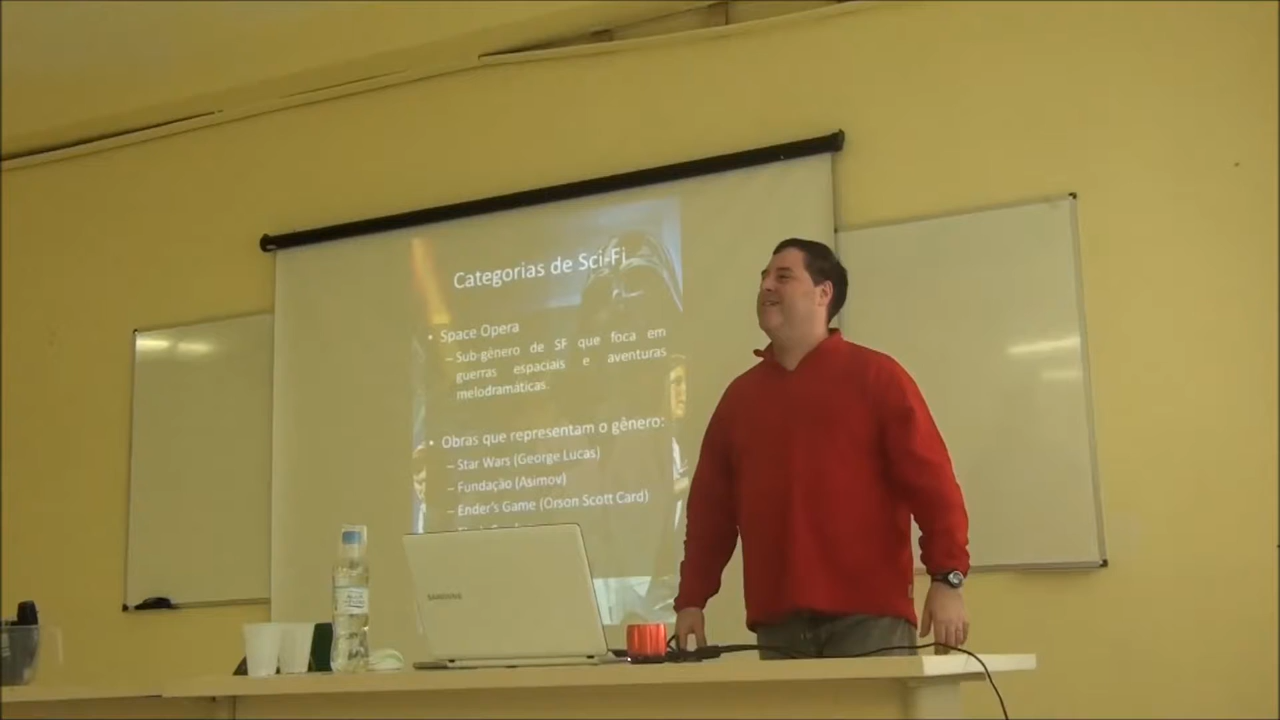 Categorias de Sci-Fi
• Space Opera
– Sub-gênero de SF que foca em
guerras espaciais e aventuras
melodramáticas.
• Obras que representam o gênero:
– Star Wars (George Lucas)
– Fundação (Asimov)
– Ender's Game (Orson Scott Card)
SAMSUNG